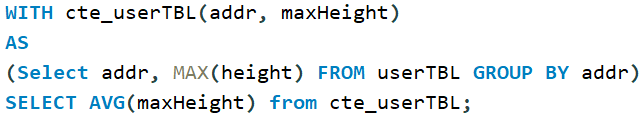 WITH cte_userTBL(addr, maxHeight)
AS
(Select addr, MAX(height) FROM userTBL GROUP BY addr)
SELECT AVG(maxHeight) from cte_userTBL;